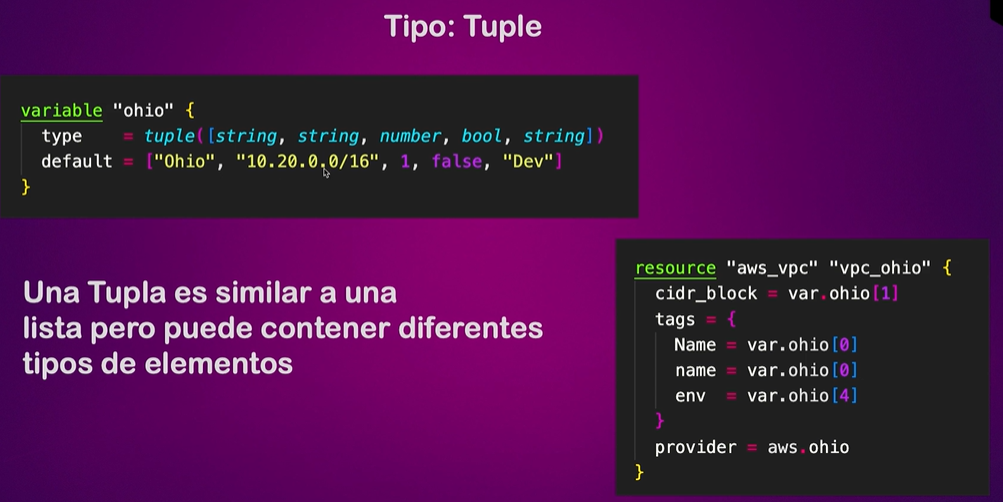 Tipo: Tuple
variable "ohio" {
type = tuple([string, string, number, bool, string])
default = ["Ohio", "10.20.0.0/16", 1, false, "Dev"]
}
Una Tupla es similar a una
lista pero puede contener diferentes
tipos de elementos
resource "aws_vpc" "vpc_ohio" {
cidr_block = var.ohio[1]
tags = {
Name = var.ohio[0]
name = var.ohio[0]
env = var.ohio[4]
}
provider = aws.ohio
}